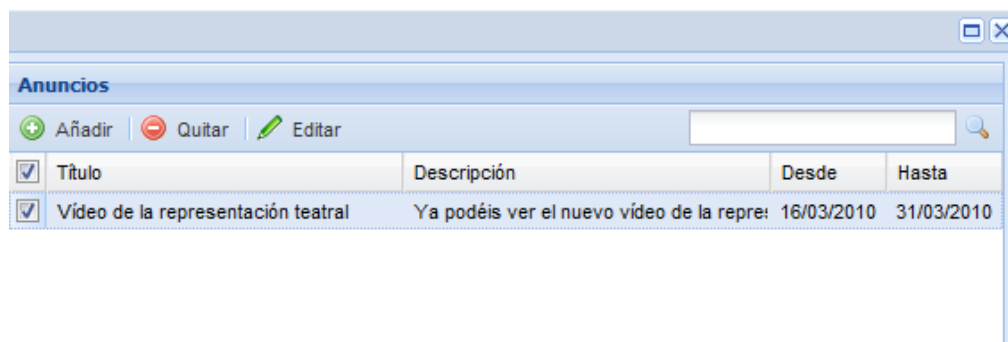 Anuncios
Añadir Quitar Editar
Título Descripción Desde Hasta
Vídeo de la representación teatral Ya podéis ver el nuevo vídeo de la 16/03/2010 31/03/2010